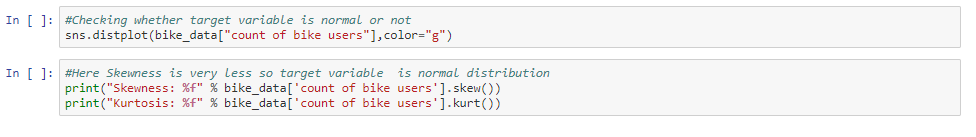 In [ ]: #Checking whether target variable is normal or not
sns.distplot(bike_data["count of bike users"],color="g")
In [ ]: #Here Skewness is very less so target variable  is normal distribution
print("Skewness: %f" % bike_data['count of bike users'].skew())
print("Kurtosis: %f" % bike_data['count of bike users'].kurt())